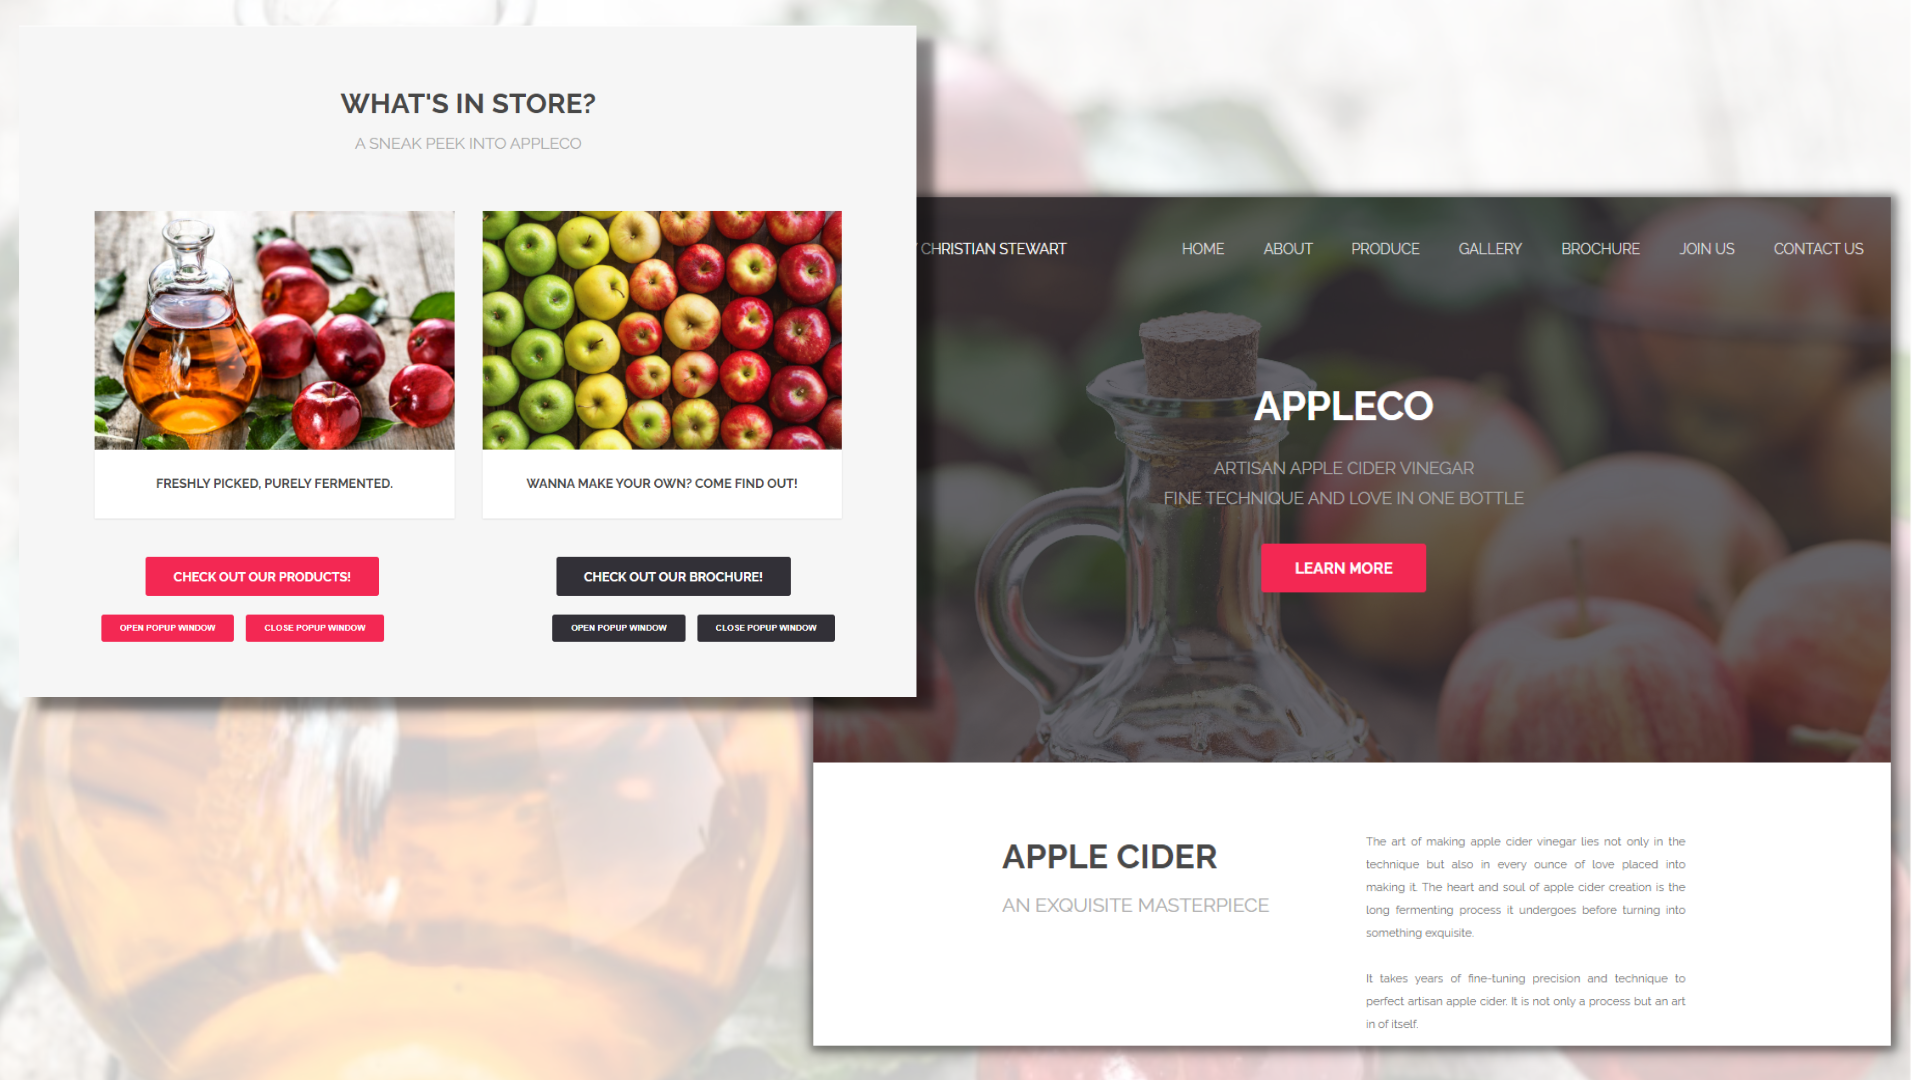 WHAT'S IN STORE?
A SNEAK PEEK INTO APPLECO
FRESHLY PICKED, PURELY FERMENTED.
WANNA MAKE YOUR OWN? COME FIND OUT!
CHECK OUT OUR PRODUCTS!
CHECK OUT OUR BROCHURE!
OPEN POPUP WINDOW
CLOSE POPUP WINDOW
OPEN POPUP WINDOW
CLOSE POPUP WINDOW
CHRISTIAN STEWART
HOME
ABOUT
PRODUCE
GALLERY
BROCHURE
JOIN US
CONTACT US
APPLECO
ARTISAN APPLE CIDER VINEGAR
FINE TECHNIQUE AND LOVE IN ONE BOTTLE
LEARN MORE
APPLE CIDER
AN EXQUISITE MASTERPIECE
The art of making apple cider vinegar lies not only in the
technique but also in every ounce of love placed into
making it. The heart and soul of apple cider creation is the
long fermenting process it undergoes before turning into
something exquisite.
It takes years of fine-tuning precision and technique to
perfect artisan apple cider. It is not only a process but an art
in of itself.